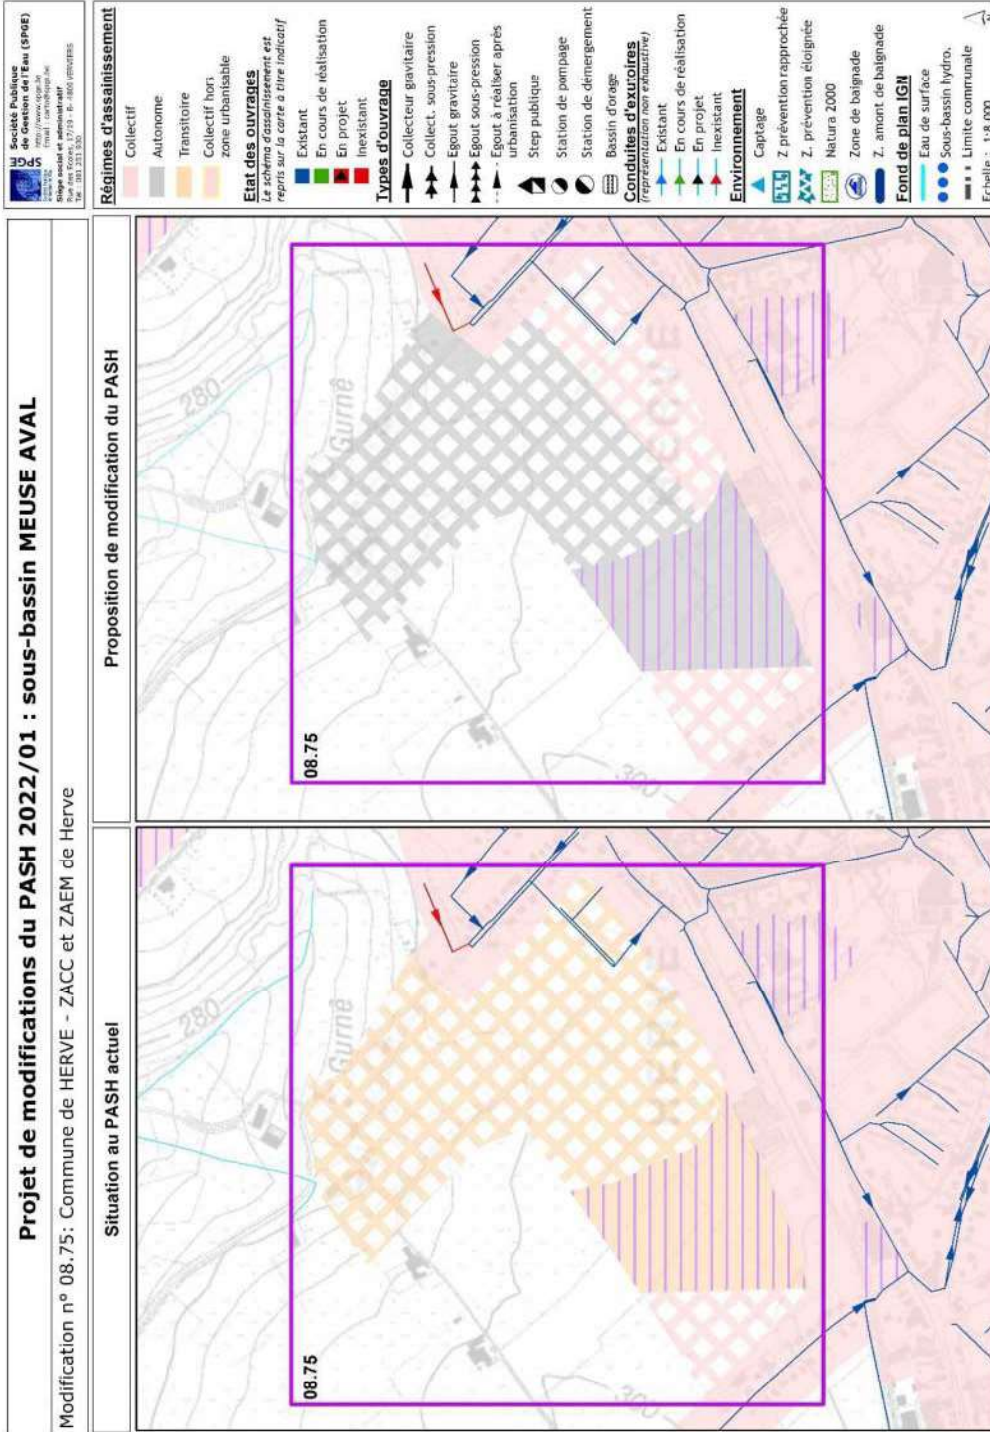 Projet de modifications du PASH 2022/01 : sous-bassin MEUSE AVAL
Modification n° 08.75: Commune de HERVE - ZACC et ZAEM de Herve
Société Publique
de Gestion de l'Eau (SPGE)
SPGE
Siège social et administratif
Situation au PASH actuel
08.75
280
Gurnê
300
Proposition de modification du PASH
08.75
280
Gurnê
300
Régimes d'assainissement
Collectif
Autonome
Transitoire
Collectif hors
zone urbanisable
Etat des ouvrages
Le schéma d'assainissement est
repris sur la carte à titre indicatif
Existant
En cours de réalisation
En projet
Inexistant
Types d'ouvrage
Collecteur gravitaire
Collect. sous-pression
Egout gravitaire
Egout sous-pression
Egout à réaliser après
urbanisation
Step publique
Station de pompage
Station de démergement
Bassin d'orage
Conduites d'exutoires
(représentation non exhaustive)
Existant
En cours de réalisation
En projet
Inexistant
Environnement
Captage
Z prévention rapprochée
Z. prévention éloignée
Natura 2000
Zone de baignade
Z. amont de baignade
Fond de plan IGN
Eau de surface
Sous-bassin hydro.
Limite communale
Echelle : 1:8.000
N